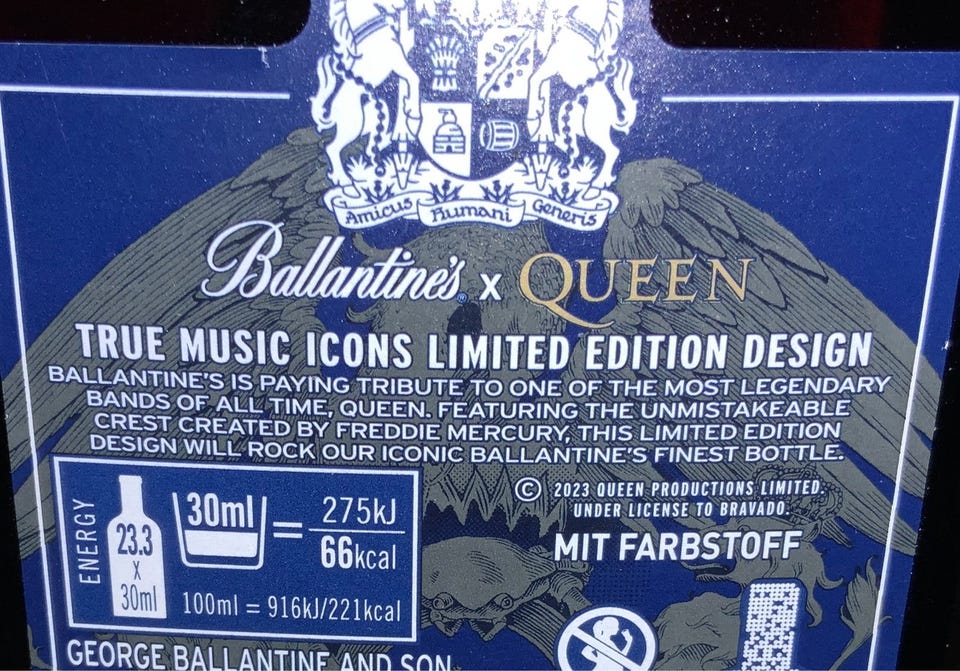 Amicus Humani Generis
Ballantine's® x QUEEN
TRUE MUSIC ICONS LIMITED EDITION DESIGN
BALLANTINE'S IS PAYING TRIBUTE TO ONE OF THE MOST LEGENDARY
BANDS OF ALL TIME, QUEEN. FEATURING THE UNMISTAKEABLE
CREST CREATED BY FREDDIE MERCURY, THIS LIMITED EDITION
DESIGN WILL ROCK OUR ICONIC BALLANTINE'S FINEST BOTTLE.
ENERGY
23.3
x
30ml
30ml
=
275kJ
66kcal
100ml = 916kJ/221kcal
© 2023 QUEEN PRODUCTIONS LIMITED.
UNDER LICENSE TO BRAVADO.
MIT FARBSTOFF
GEORGE BALLANTINE AND SON